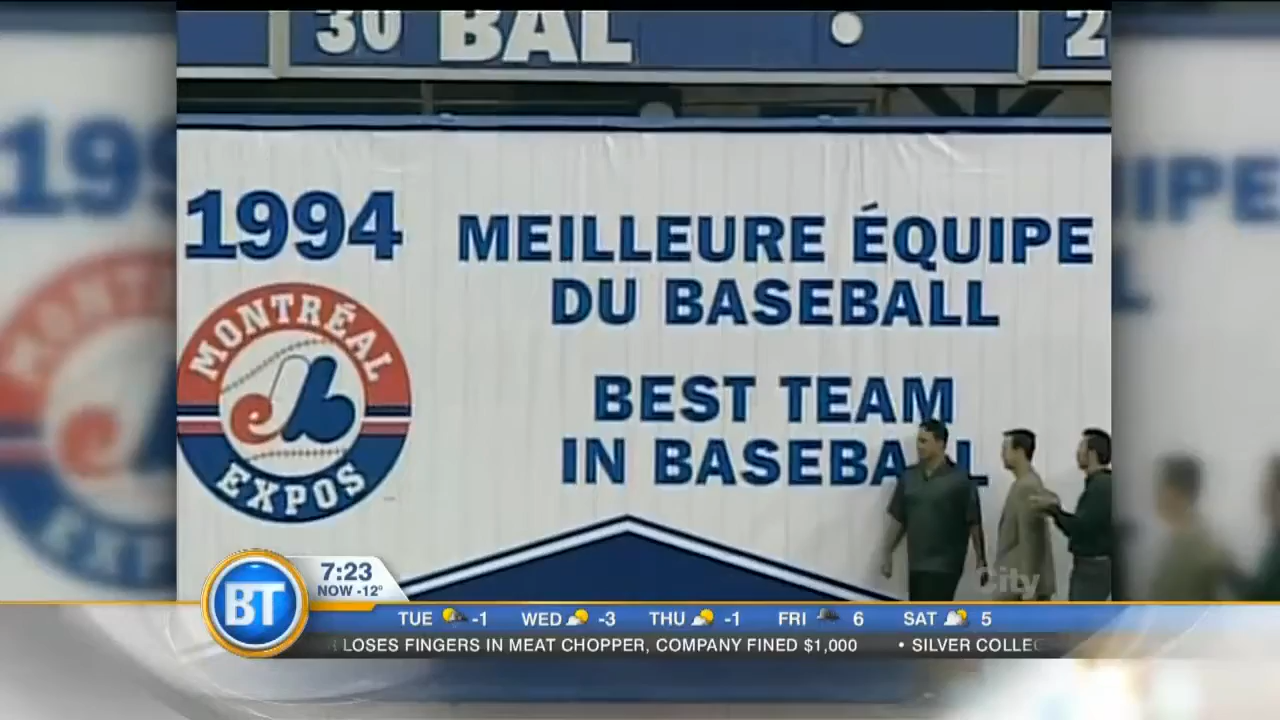 30 BAL
2
1994
MEILLEURE ÉQUIPE
DU BASEBALL
BEST TEAM
IN BASEBALL
MONTRÉAL
EXPOS
City
BT
7:23
NOW -12°
TUE -1 WED -3 THU -1 FRI 6 SAT 5
LOSES FINGERS IN MEAT CHOPPER, COMPANY FINED $1,000 • SILVER COLLEC